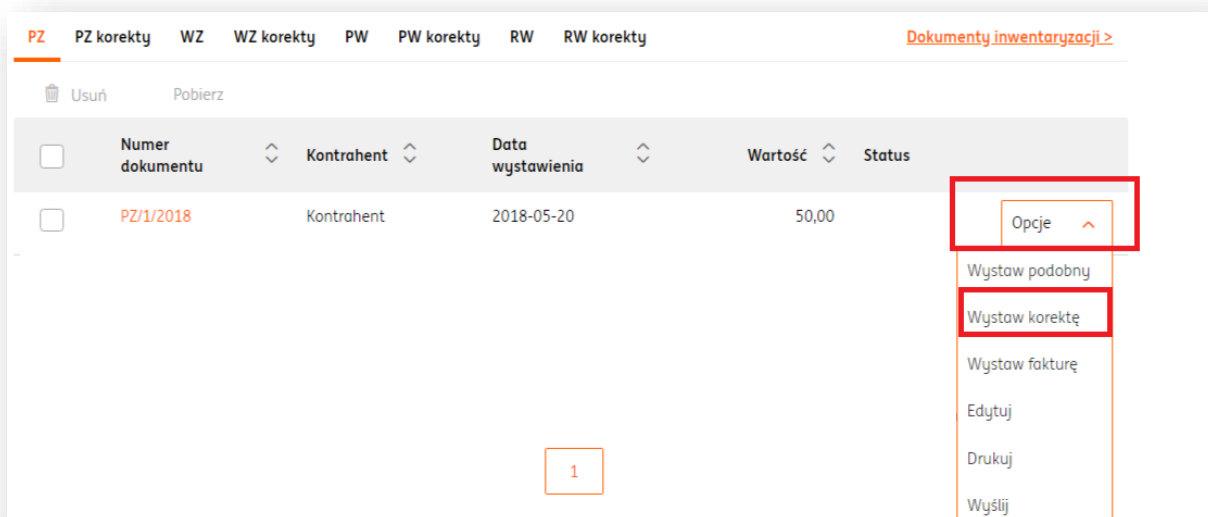 PZ PZ korekty WZ WZ korekty PW PW korekty RW RW korekty Dokumenty inwentaryzacji >
Usuń Pobierz
Numer dokumentu Kontrahent Data wystawienia Wartość Status
PZ/1/2018 Kontrahent 2018-05-20 50,00 Opcje
Wystaw podobny
Wystaw korektę
Wystaw fakturę
Edytuj
Drukuj
1
Wyślij